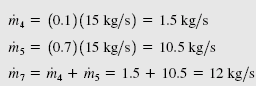 ṁ₄ = (0.1)(15 kg/s) = 1.5 kg/s
ṁ₅ = (0.7)(15 kg/s) = 10.5 kg/s
ṁ₇ = ṁ₄ + ṁ₅ = 1.5 + 10.5 = 12 kg/s